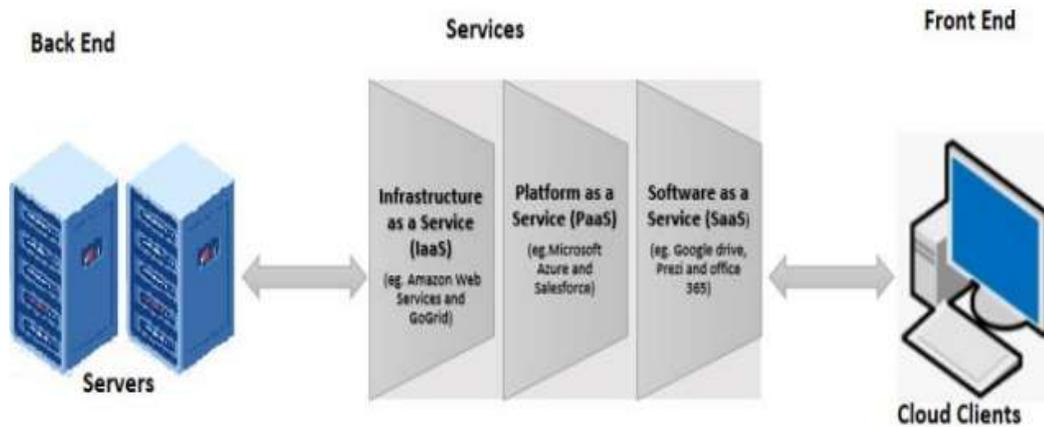 Back End
Services
Front End
Infrastructure
as a Service
(IaaS)
(eg. Amazon Web
Services and
GoGrid)
Platform as a
Service (PaaS)
(eg.Microsoft
Azure and
Salesforce)
Software as a
Service (SaaS)
(eg. Google drive,
Prezi and office
365)
Servers
Cloud Clients